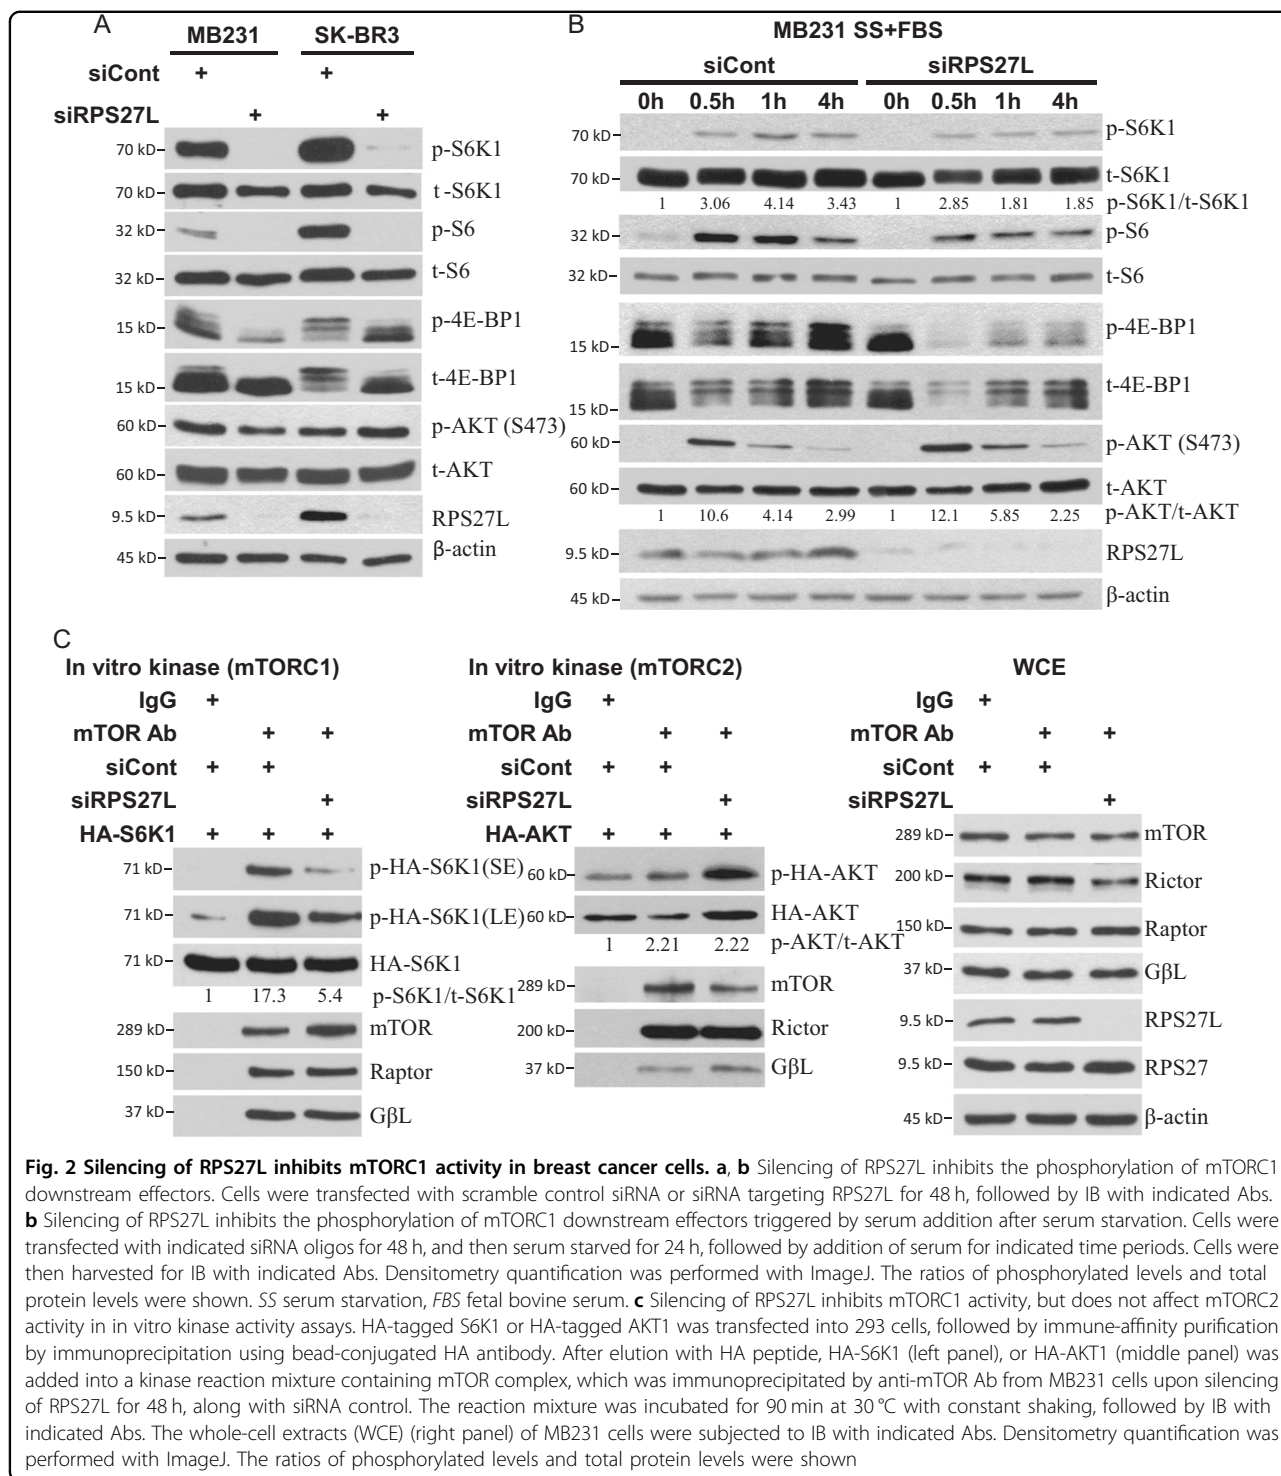 A
MB231 SK-BR3
siCont + +
siRPS27L + +
70 kD p-S6K1
70 kD t-S6K1
32 kD p-S6
32 kD t-S6
15 kD p-4E-BP1
15 kD t-4E-BP1
60 kD p-AKT (S473)
60 kD t-AKT
9.5 kD RPS27L
45 kD β-actin
B
MB231 SS+FBS
siCont siRPS27L
0h 0.5h 1h 4h 0h 0.5h 1h 4h
70 kD p-S6K1
70 kD t-S6K1
1 3.06 4.14 3.43 1 2.85 1.81 1.85 p-S6K1/t-S6K1
32 kD p-S6
32 kD t-S6
15 kD p-4E-BP1
15 kD t-4E-BP1
60 kD p-AKT (S473)
60 kD t-AKT
1 10.6 4.14 2.99 1 12.1 5.85 2.25 p-AKT/t-AKT
9.5 kD RPS27L
45 kD β-actin
C
In vitro kinase (mTORC1)
IgG +
mTOR Ab + +
siCont + +
siRPS27L +
HA-S6K1 + + +
71 kD p-HA-S6K1(SE)
71 kD p-HA-S6K1(LE)
71 kD HA-S6K1
1 17.3 5.4 p-S6K1/t-S6K1
289 kD mTOR
150 kD Raptor
37 kD GβL
In vitro kinase (mTORC2)
IgG +
mTOR Ab + +
siCont + +
siRPS27L +
HA-AKT + + +
60 kD p-HA-AKT
60 kD HA-AKT
1 2.21 2.22 p-AKT/t-AKT
289 kD mTOR
200 kD Rictor
37 kD GβL
WCE
IgG +
mTOR Ab + +
siCont + +
siRPS27L +
289 kD mTOR
200 kD Rictor
150 kD Raptor
37 kD GβL
9.5 kD RPS27L
9.5 kD RPS27
45 kD β-actin
Fig. 2 Silencing of RPS27L inhibits mTORC1 activity in breast cancer cells. a, b Silencing of RPS27L inhibits the phosphorylation of mTORC1
downstream effectors. Cells were transfected with scramble control siRNA or siRNA targeting RPS27L for 48 h, followed by IB with indicated Abs.
b Silencing of RPS27L inhibits the phosphorylation of mTORC1 downstream effectors triggered by serum addition after serum starvation. Cells were
transfected with indicated siRNA oligos for 48 h, and then serum starved for 24 h, followed by addition of serum for indicated time periods. Cells were
then harvested for IB with indicated Abs. Densitometry quantification was performed with ImageJ. The ratios of phosphorylated levels and total
protein levels were shown. SS serum starvation, FBS fetal bovine serum. c Silencing of RPS27L inhibits mTORC1 activity, but does not affect mTORC2
activity in in vitro kinase activity assays. HA-tagged S6K1 or HA-tagged AKT1 was transfected into 293 cells, followed by immune-affinity purification
by immunoprecipitation using bead-conjugated HA antibody. After elution with HA peptide, HA-S6K1 (left panel), or HA-AKT1 (middle panel) was
added into a kinase reaction mixture containing mTOR complex, which was immunoprecipitated by anti-mTOR Ab from MB231 cells upon silencing
of RPS27L for 48 h, along with siRNA control. The reaction mixture was incubated for 90 min at 30 °C with constant shaking, followed by IB with
indicated Abs. The whole-cell extracts (WCE) (right panel) of MB231 cells were subjected to IB with indicated Abs. Densitometry quantification was
performed with ImageJ. The ratios of phosphorylated levels and total protein levels were shown